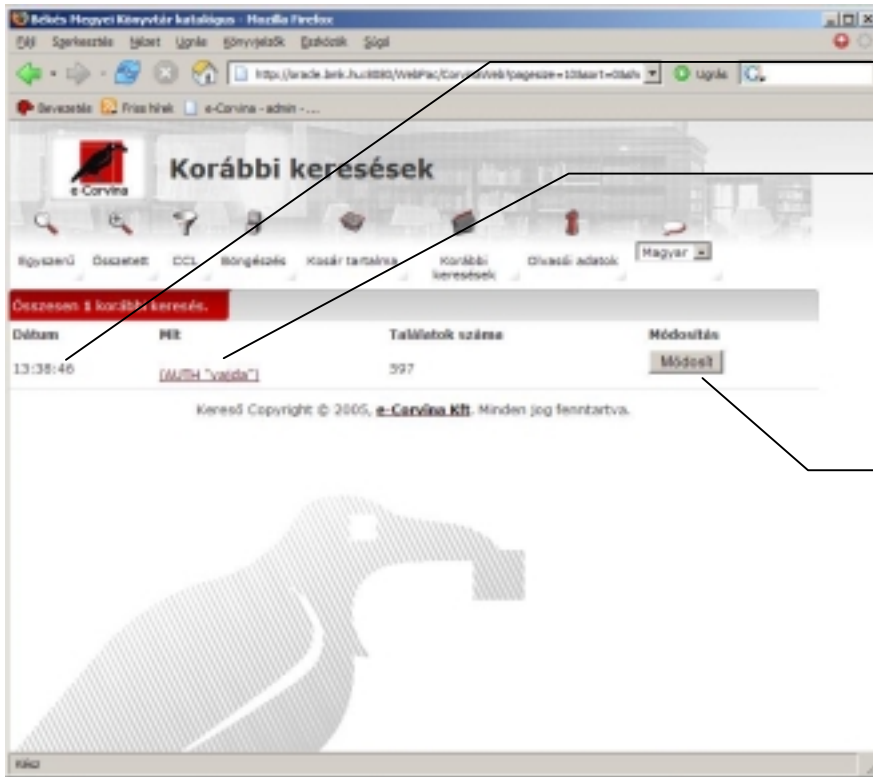 Békés Megyei Könyvtár katalógus - Mozilla Firefox
Fájl Szerkesztés Nézet Ugrás Könyvjelzők Eszközök Súgó
Ugrás
Bevezetés Friss hírek e-Corvina - admin - ...
e-Corvina
Korábbi keresések
Egyszerű Összetett CCL Böngészés Kosár tartalma Korábbi keresések Olvasói adatok Magyar
Összesen 1 korábbi keresés.
Dátum Mit Találatok száma Módosítás
13:38:46 (AUTH "vajda") 597 Módosít
Kereső Copyright © 2005, e-Corvina Kft. Minden jog fenntartva.
Kész